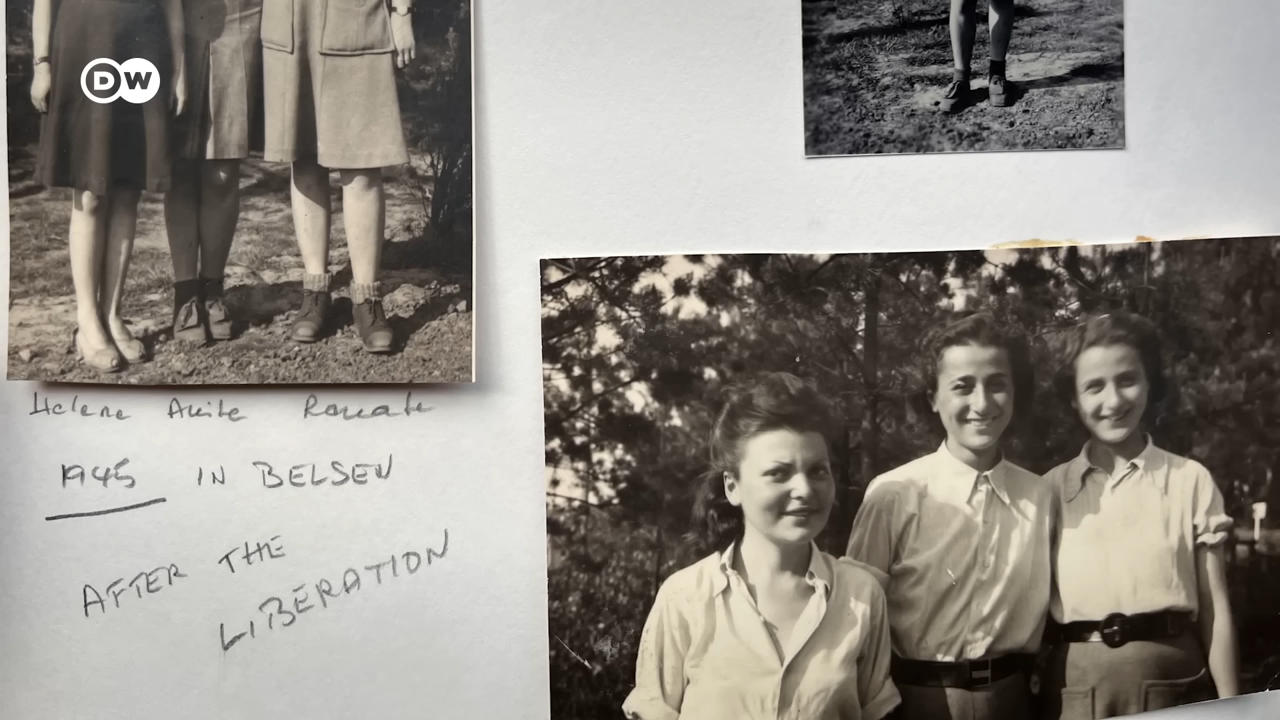 DW
Helene Anita Renate
1945 IN BELSEN
AFTER THE
LIBERATION